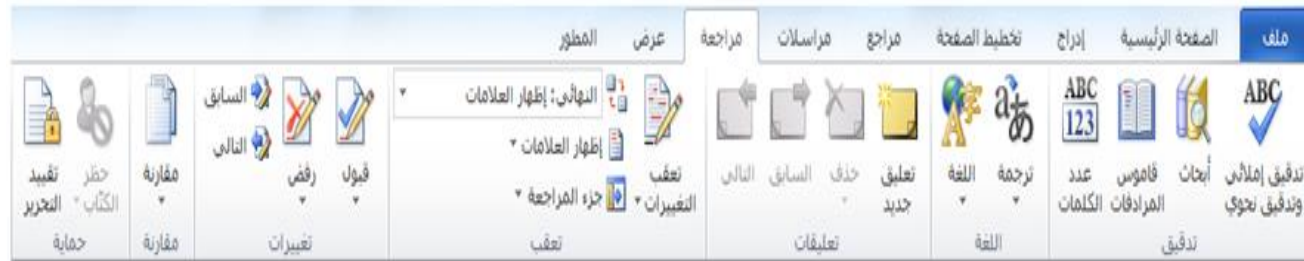 ملف الصفحة الرئيسية إدراج تخطيط الصفحة مراجع مراسلات مراجعة عرض المطور
ABC
تدقيق إملائي
وتدقيق نحوي
أبحاث
قاموس
المرادفات
ABC
123
عدد
الكلمات
تدقيق
aあ
ترجمة
A
اللغة
اللغة
تعليق
جديد
حذف
السابق
التالي
تعليقات
تعقب
التغييرات
النهائي: إظهار العلامات
إظهار العلامات
جزء المراجعة
تعقب
قبول
رفض
السابق
التالي
تغييرات
مقارنة
مقارنة
حظر
الكتّاب
تقييد
التحرير
حماية